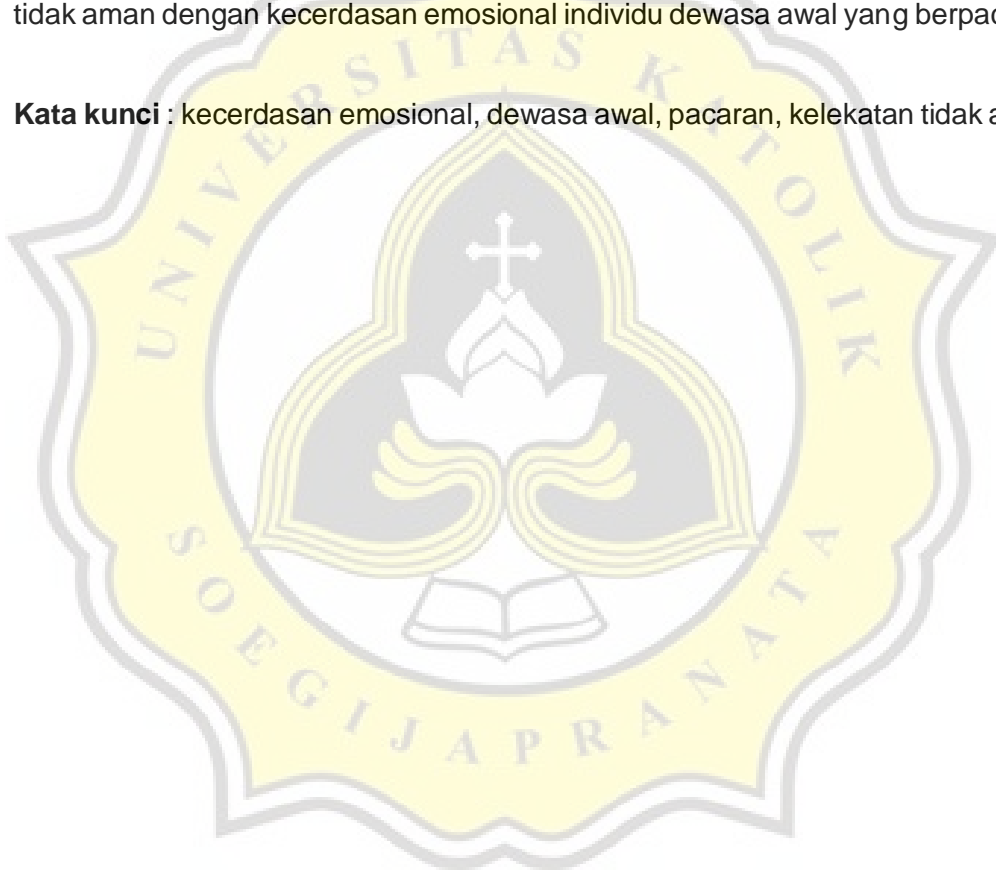 tidak aman dengan kecerdasan emosional individu dewasa awal yang
Kata kunci : kecerdasan emosional, dewasa awal, pacaran, kelekatan tidak
UNIVERSITAS KATOLIK
SOEGIJAPRANATA